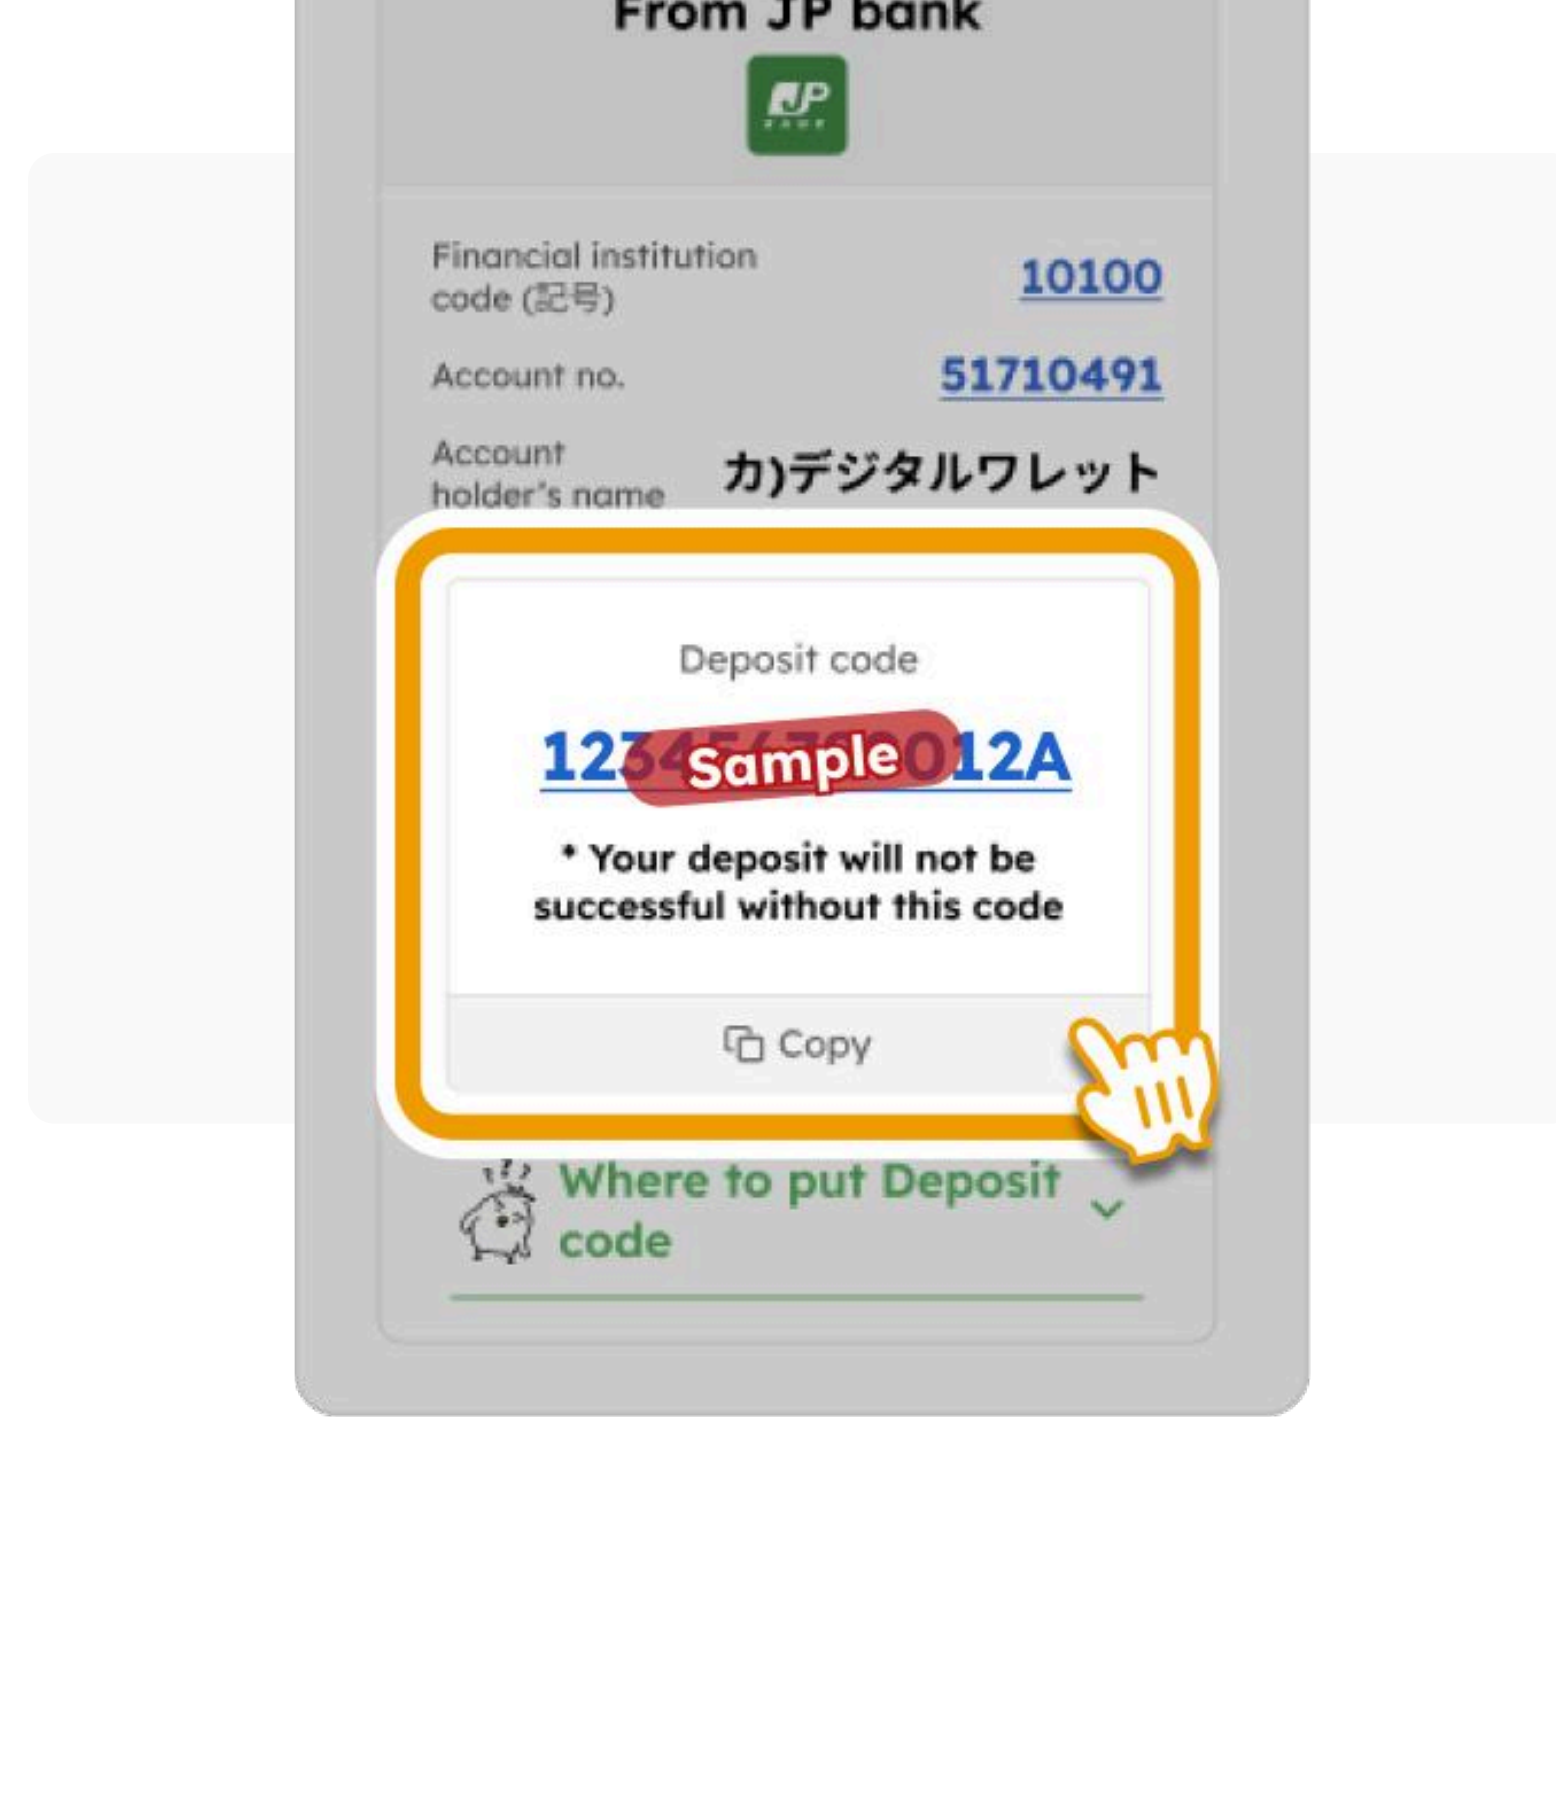 From JP bank
JP
BANK
Financial institution
code (記号)
10100
Account no.
51710491
Account
holder's name
カ)デジタルワレット
Deposit code
12012A
Sample
* Your deposit will not be
successful without this code
Copy
Where to put Deposit
code